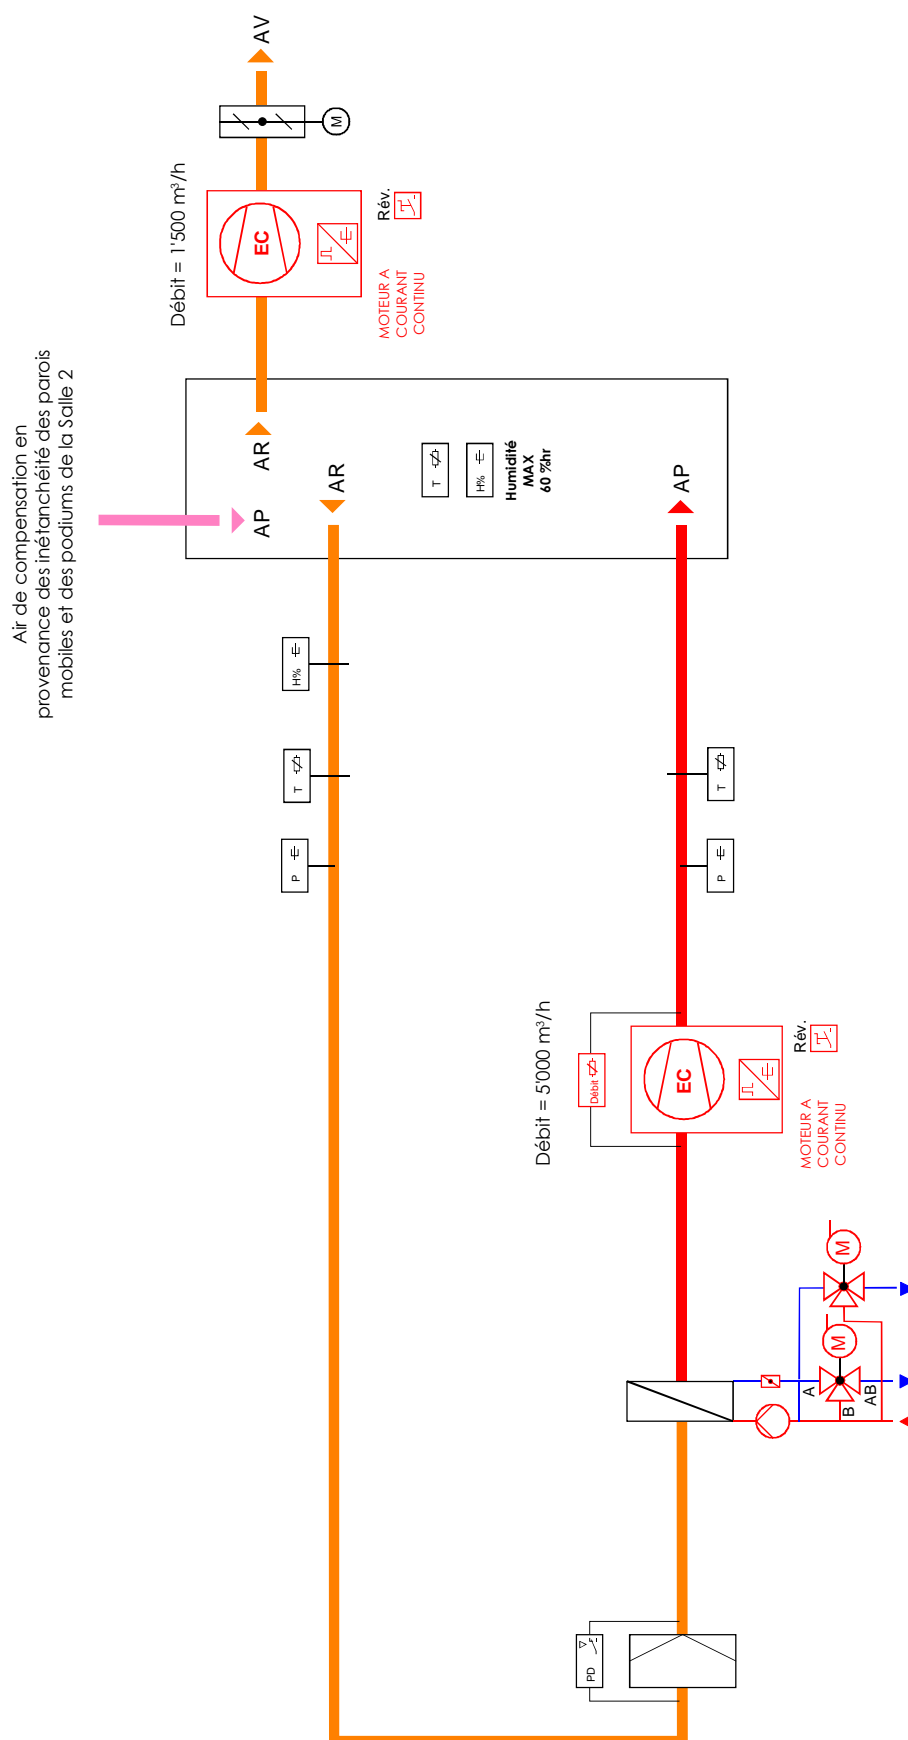 AV
M
Débit = 1'500 m³/h
EC
Rév.
MOTEUR A
COURANT
CONTINU
Air de compensation en
provenance des inétanchéité des parois
mobiles et des podiums de la Salle 2
AR
AP
AR
T
H%
Humidité
MAX
60 %hr
AP
H%
T
P
T
P
Débit = 5'000 m³/h
Débit
EC
Rév.
MOTEUR A
COURANT
CONTINU
M
M
A
B
AB
PD